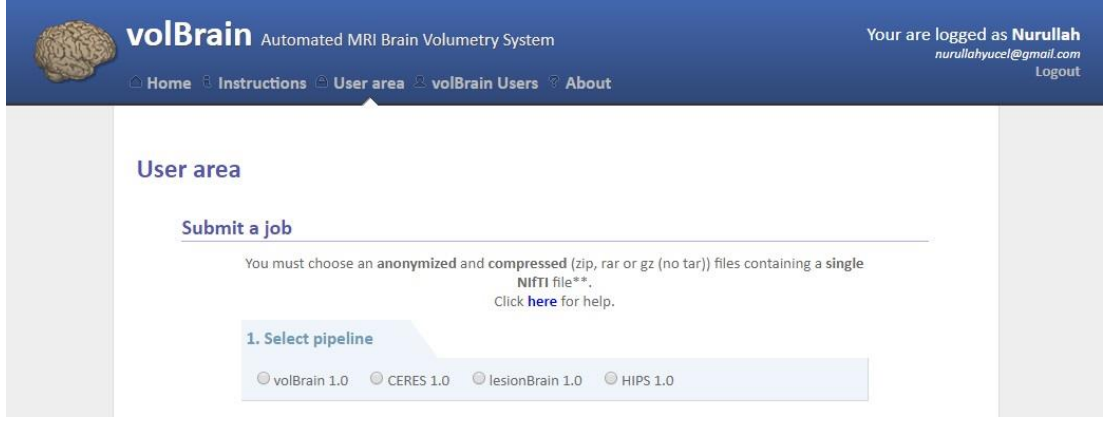 volBrain Automated MRI Brain Volumetry System
Your are logged as Nurullah
nurullahyucel@gmail.com
Logout
Home Instructions User area volBrain Users About
User area
Submit a job
You must choose an anonymized and compressed (zip, rar or gz (no tar)) files containing a single
NIfTI file**.
Click here for help.
1. Select pipeline
volBrain 1.0 CERES 1.0 lesionBrain 1.0 HIPS 1.0